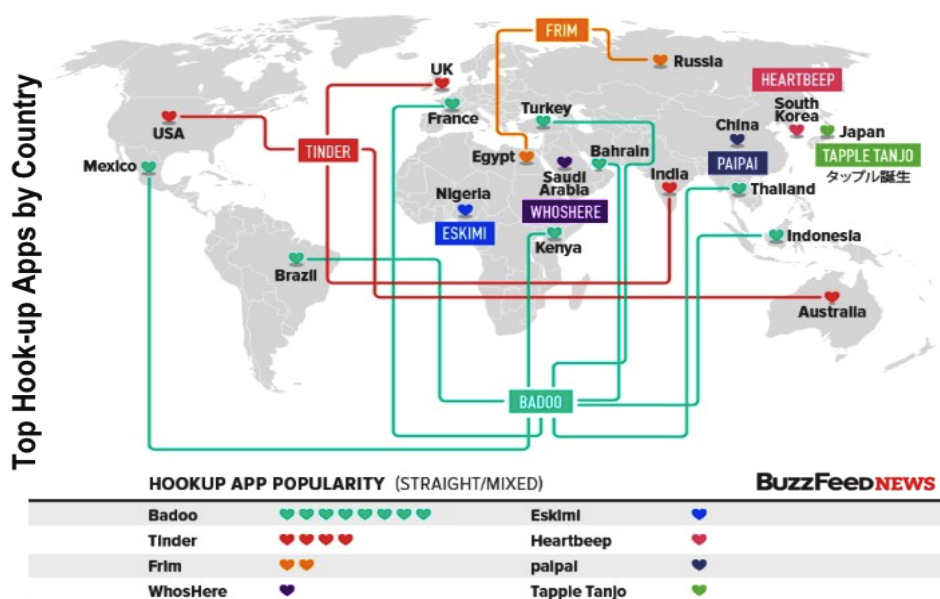 Top Hook-up Apps by Country
FRIM
Russia
UK
HEARTBEEP
France
Turkey
South
Korea
USA
China
Japan
TINDER
Mexico
Egypt
Bahrain
PAIPAI
TAPPLE TANJO
Saudi
Arabia
India
タップル誕生
Nigeria
Thailand
WHOSHERE
ESKIMI
Kenya
Indonesia
Brazil
Australia
BADOO
HOOKUP APP POPULARITY (STRAIGHT/MIXED)
BUZZFEED NEWS
Badoo
Eskimi
Tinder
Heartbeep
Frim
paipai
WhosHere
Tapple Tanjo